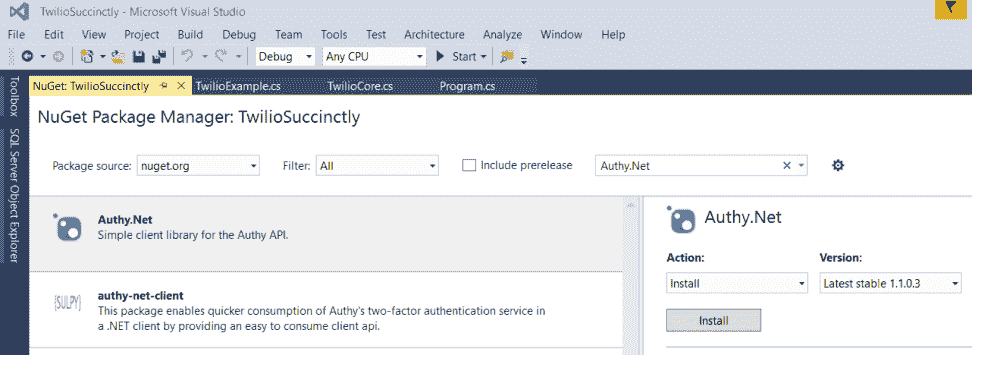 TwilioSuccinctly - Microsoft Visual Studio
File Edit View Project Build Debug Team Tools Test Architecture Analyze Window Help
Debug Any CPU Start
Toolbox
SQL Server Object Explorer
NuGet: TwilioSuccinctly TwilioExample.cs TwilioCore.cs Program.cs
NuGet Package Manager: TwilioSuccinctly
Package source: nuget.org Filter: All Include prerelease Authy.Net
Authy.Net
Simple client library for the Authy API.
{SULPY}
authy-net-client
This package enables quicker consumption of Authy's two-factor authentication service in
a .NET client by providing an easy to consume client api.
Authy.Net
Action: Version:
Install Latest stable 1.1.0.3
Install